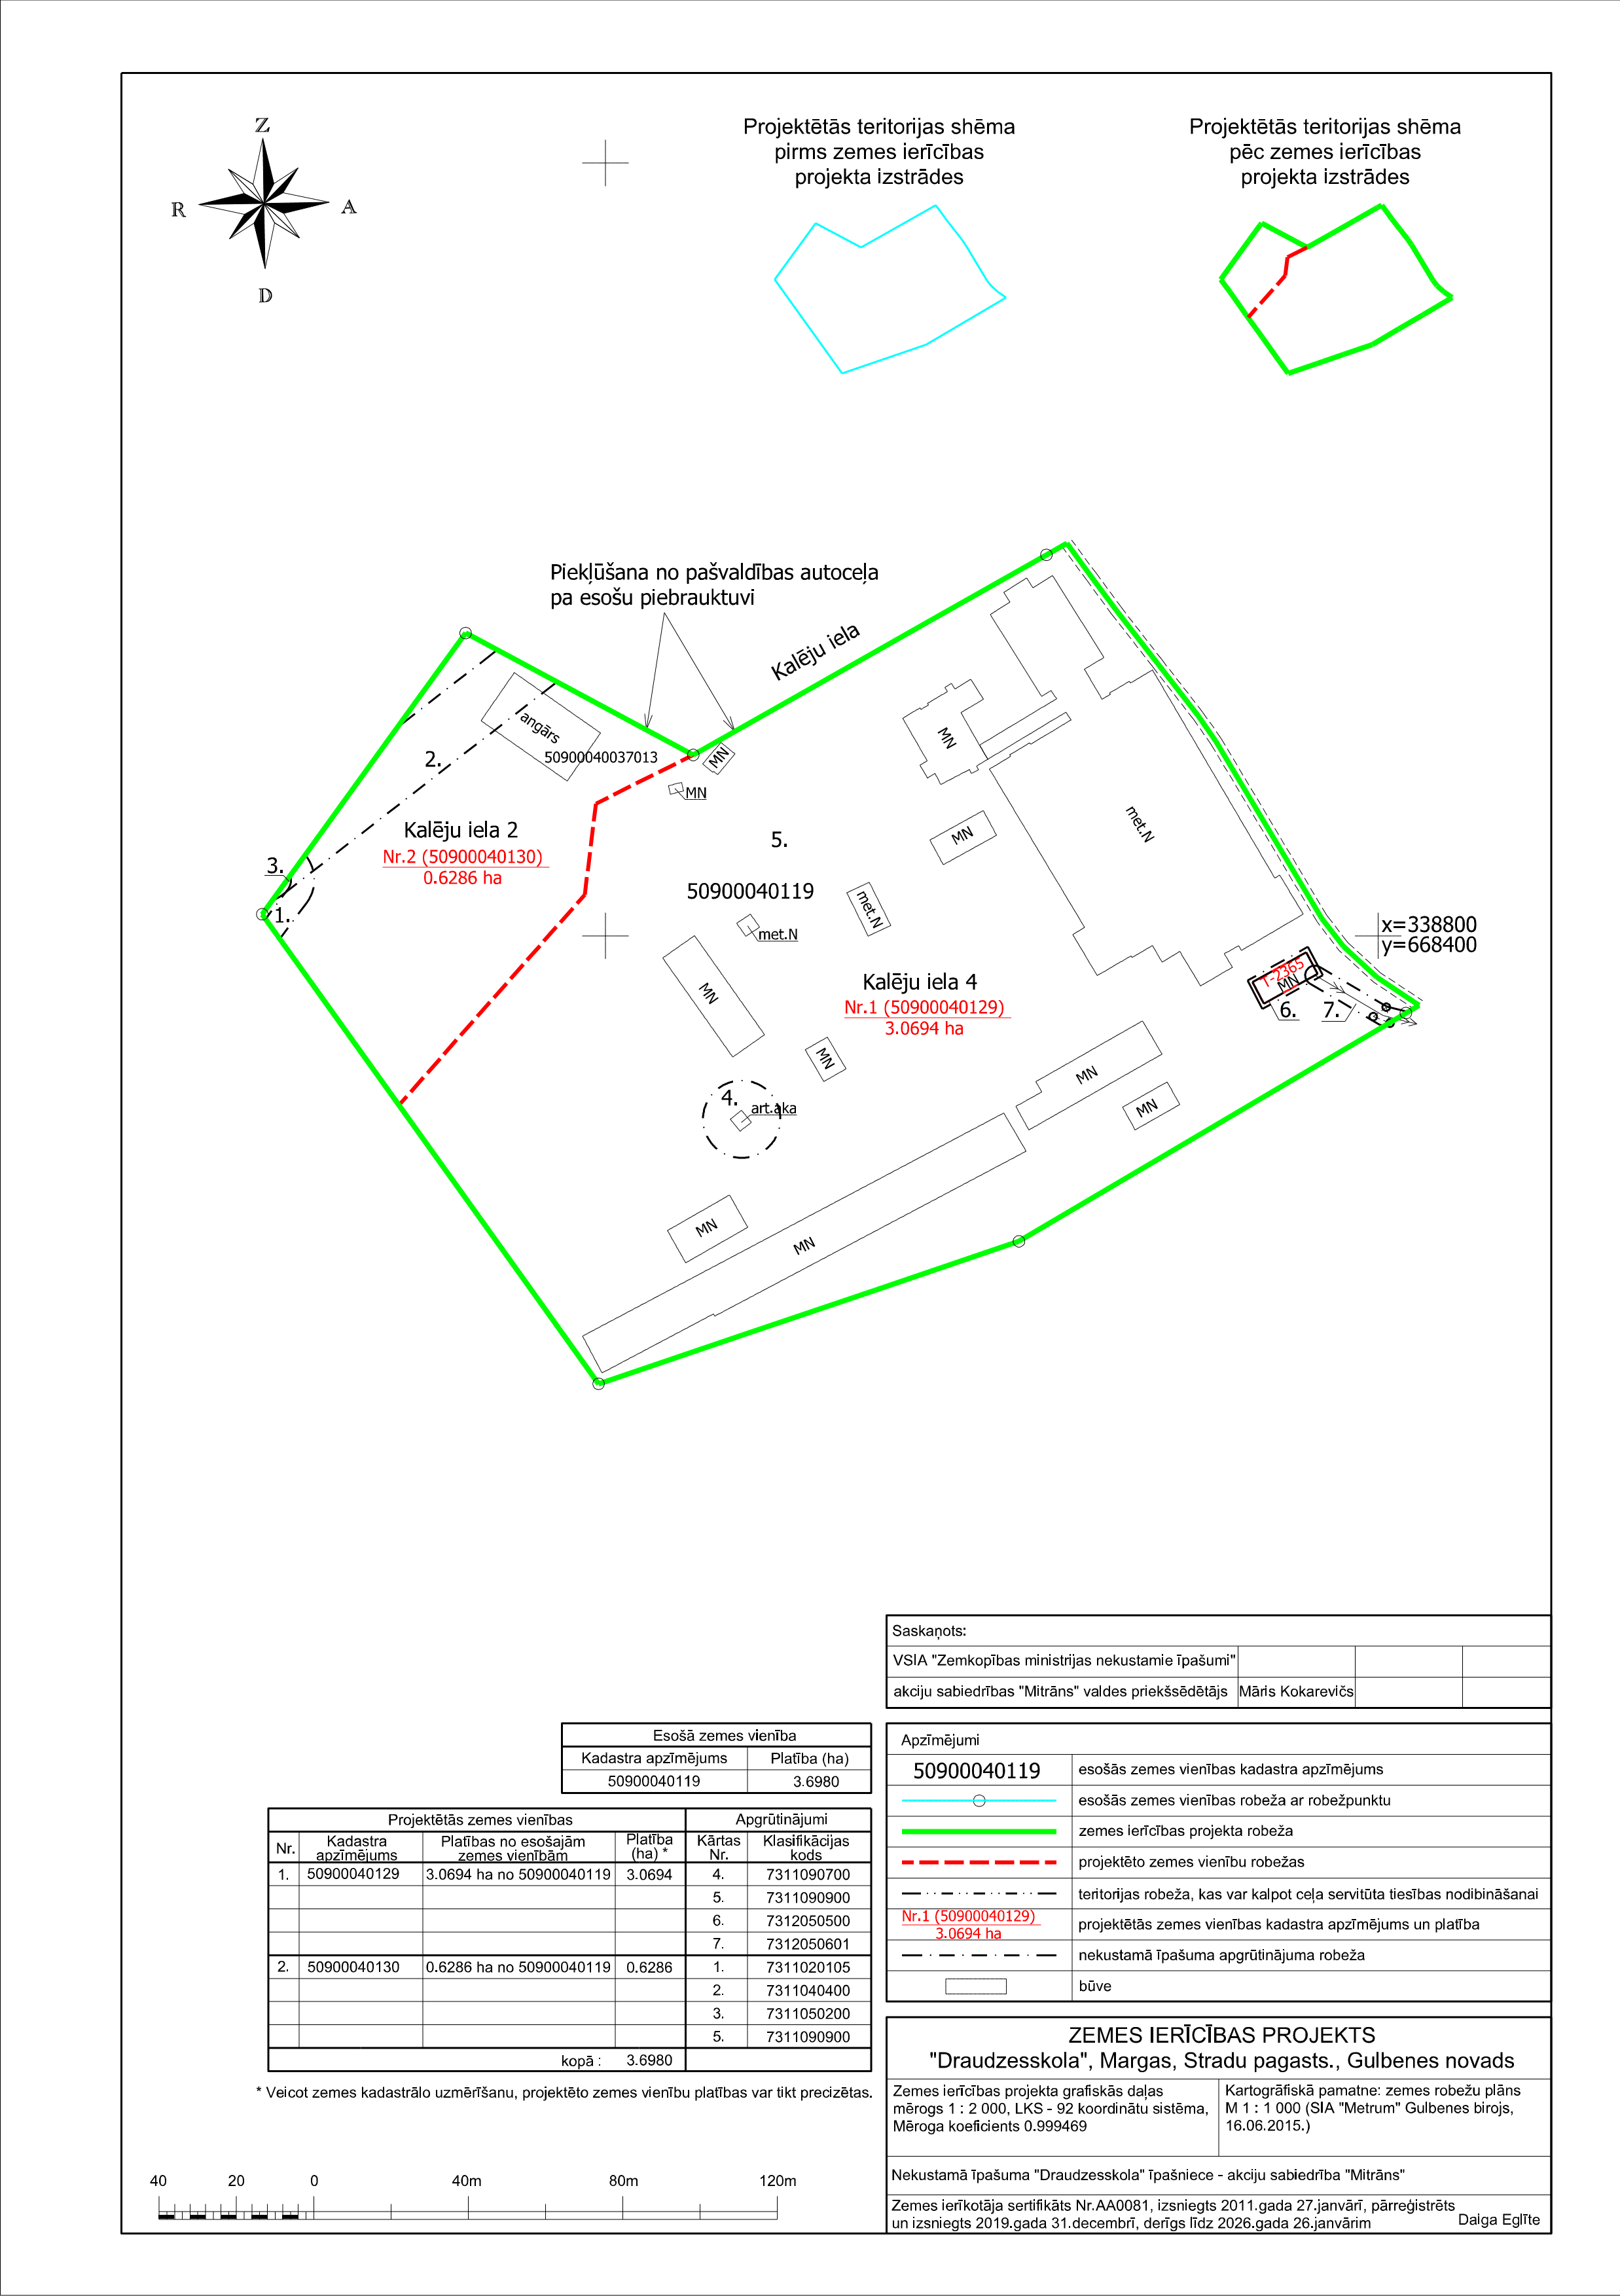 Z
R
A
D
Projektētās teritorijas shēma
pirms zemes ierīcības
projekta izstrādes
Projektētās teritorijas shēma
pēc zemes ierīcības
projekta izstrādes
Piekļūšana no pašvaldības autoceļa
pa esošu piebrauktuvi
Kalēju iela
angārs
50900040037013
2.
MN
MN
MN
met.N
Kalēju iela 2
Nr.2 (50900040130)
0.6286 ha
3.
1.
5.
MN
50900040119
met.N
met.N
x=338800
y=668400
T-2365
MN
6.
7.
MN
Kalēju iela 4
Nr.1 (50900040129)
3.0694 ha
MN
MN
MN
4.
art.aka
MN
MN
Saskaņots:
VSIA "Zemkopības ministrijas nekustamie īpašumi"
akciju sabiedrības "Mitrāns" valdes priekšsēdētājs Māris Kokarevičs
Esošā zemes vienība
Kadastra apzīmējums Platība (ha)
50900040119 3.6980
Projektētās zemes vienības Apgrūtinājumi
Nr. Kadastra apzīmējums Platības no esošajām zemes vienībām Platība (ha) * Kārtas Nr. Klasifikācijas kods
1. 50900040129 3.0694 ha no 50900040119 3.0694 4. 7311090700
5. 7311090900
6. 7312050500
7. 7312050601
2. 50900040130 0.6286 ha no 50900040119 0.6286 1. 7311020105
2. 7311040400
3. 7311050200
5. 7311090900
kopā : 3.6980
* Veicot zemes kadastrālo uzmērīšanu, projektēto zemes vienību platības var tikt precizētas.
Apzīmējumi
50900040119 esošās zemes vienības kadastra apzīmējums
esošās zemes vienības robeža ar robežpunktu
zemes ierīcības projekta robeža
projektēto zemes vienību robežas
teritorijas robeža, kas var kalpot ceļa servitūta tiesības nodibināšanai
Nr.1 (50900040129)
3.0694 ha
projektētās zemes vienības kadastra apzīmējums un platība
nekustamā īpašuma apgrūtinājuma robeža
būve
ZEMES IERĪCĪBAS PROJEKTS
"Draudzesskola", Margas, Stradu pagasts., Gulbenes novads
Zemes ierīcības projekta grafiskās daļas
mērogs 1 : 2 000, LKS - 92 koordinātu sistēma,
Mēroga koeficients 0.999469
Kartogrāfiskā pamatne: zemes robežu plāns
M 1 : 1 000 (SIA "Metrum" Gulbenes birojs,
16.06.2015.)
Nekustamā īpašuma "Draudzesskola" īpašniece - akciju sabiedrība "Mitrāns"
Zemes ierīkotāja sertifikāts Nr.AA0081, izsniegts 2011.gada 27.janvārī, pārreģistrēts
un izsniegts 2019.gada 31.decembrī, derīgs līdz 2026.gada 26.janvārim
Daiga Eglīte
40 20 0 40m 80m 120m